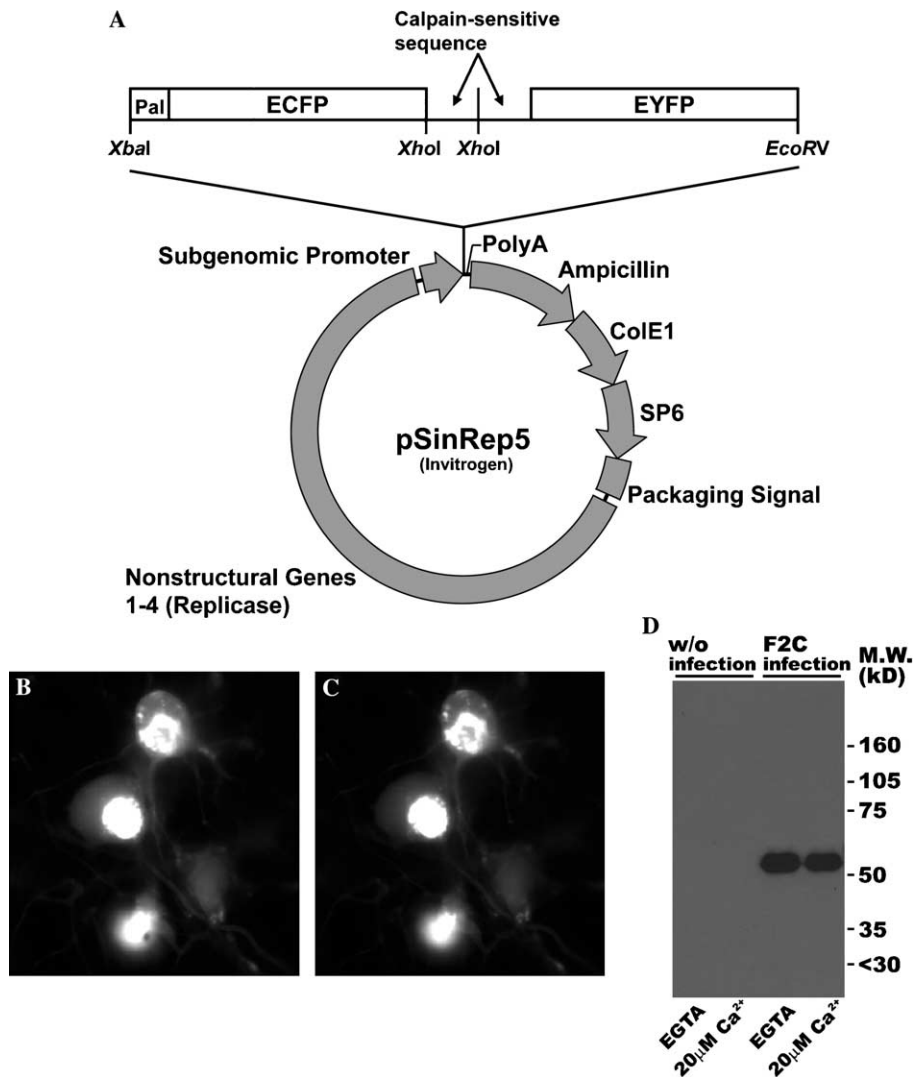 A
Calpain-sensitive
sequence
Pal
ECFP
EYFP
XbaI
XhoI
XhoI
EcoRV
Subgenomic Promoter
PolyA
Ampicillin
ColE1
SP6
pSinRep5
(Invitrogen)
Packaging Signal
Nonstructural Genes
1-4 (Replicase)
B
C
D
w/o
infection
F2C
infection
M.W.
(kD)
- 160
- 105
- 75
- 50
- 35
- <30
EGTA
20µM Ca²⁺
EGTA
20µM Ca²⁺